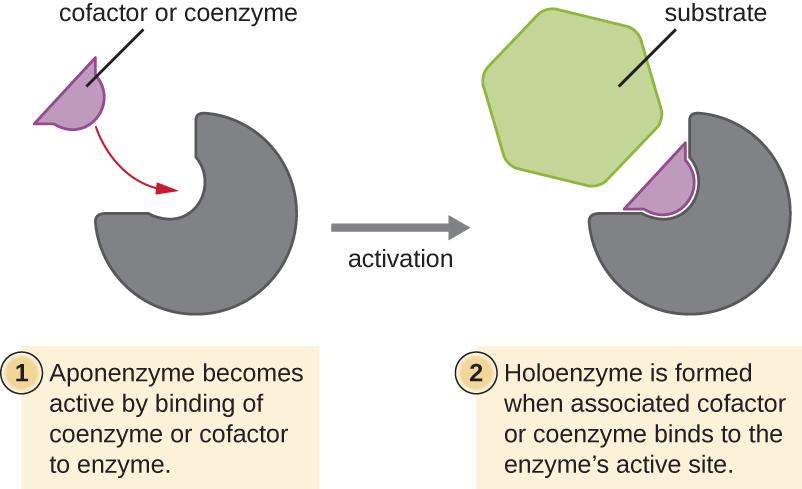 cofactor or coenzyme
substrate
activation
1
Aponenzyme becomes
active by binding of
coenzyme or cofactor
to enzyme.
2
Holoenzyme is formed
when associated cofactor
or coenzyme binds to the
enzyme’s active site.